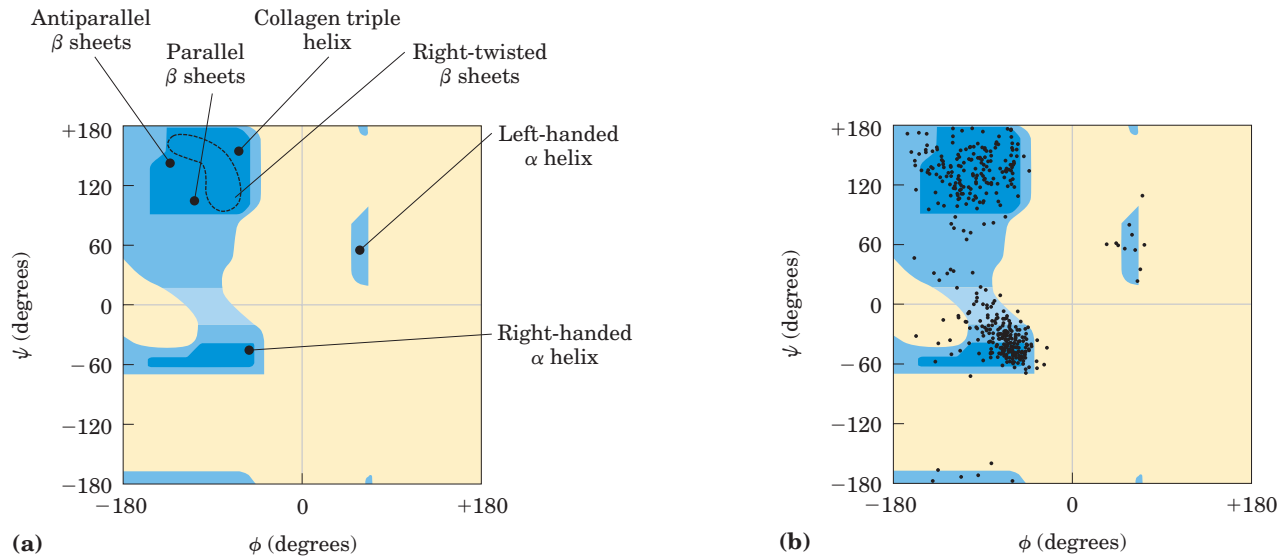 Antiparallel
β sheets
Parallel
β sheets
Collagen triple
helix
Right-twisted
β sheets
Left-handed
α helix
Right-handed
α helix
+180
120
60
0
−60
−120
−180
ψ (degrees)
−180
0
+180
(a)
ϕ (degrees)
+180
120
60
0
−60
−120
−180
ψ (degrees)
−180
0
+180
(b)
ϕ (degrees)